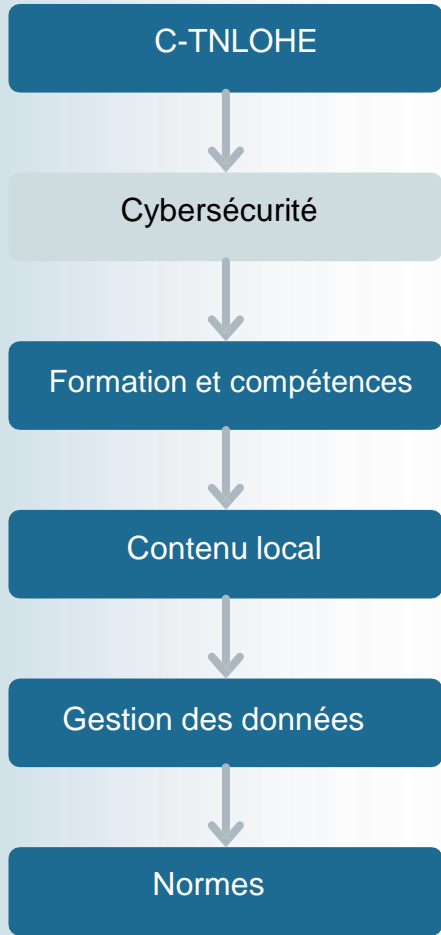 C-TNLOHE
Cybersécurité
Formation et compétences
Contenu local
Gestion des données
Normes